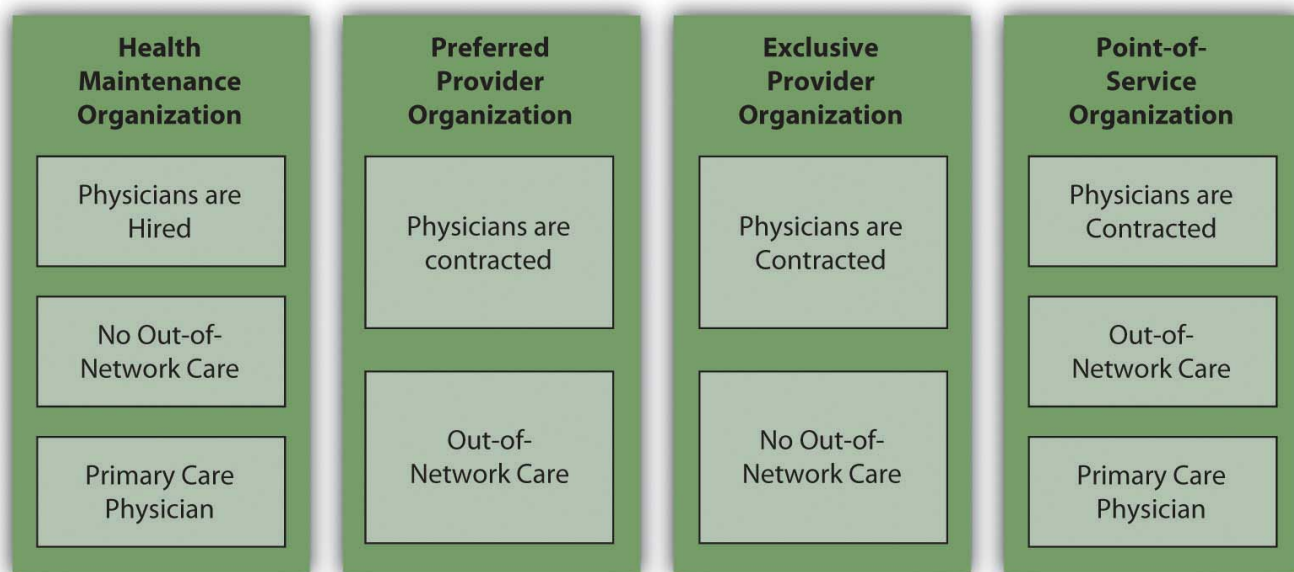 Health
Maintenance
Organization
Physicians are
Hired
No Out-of-
Network Care
Primary Care
Physician
Preferred
Provider
Organization
Physicians are
contracted
Out-of-
Network Care
Exclusive
Provider
Organization
Physicians are
Contracted
No Out-of-
Network Care
Point-of-
Service
Organization
Physicians are
Contracted
Out-of-
Network Care
Primary Care
Physician